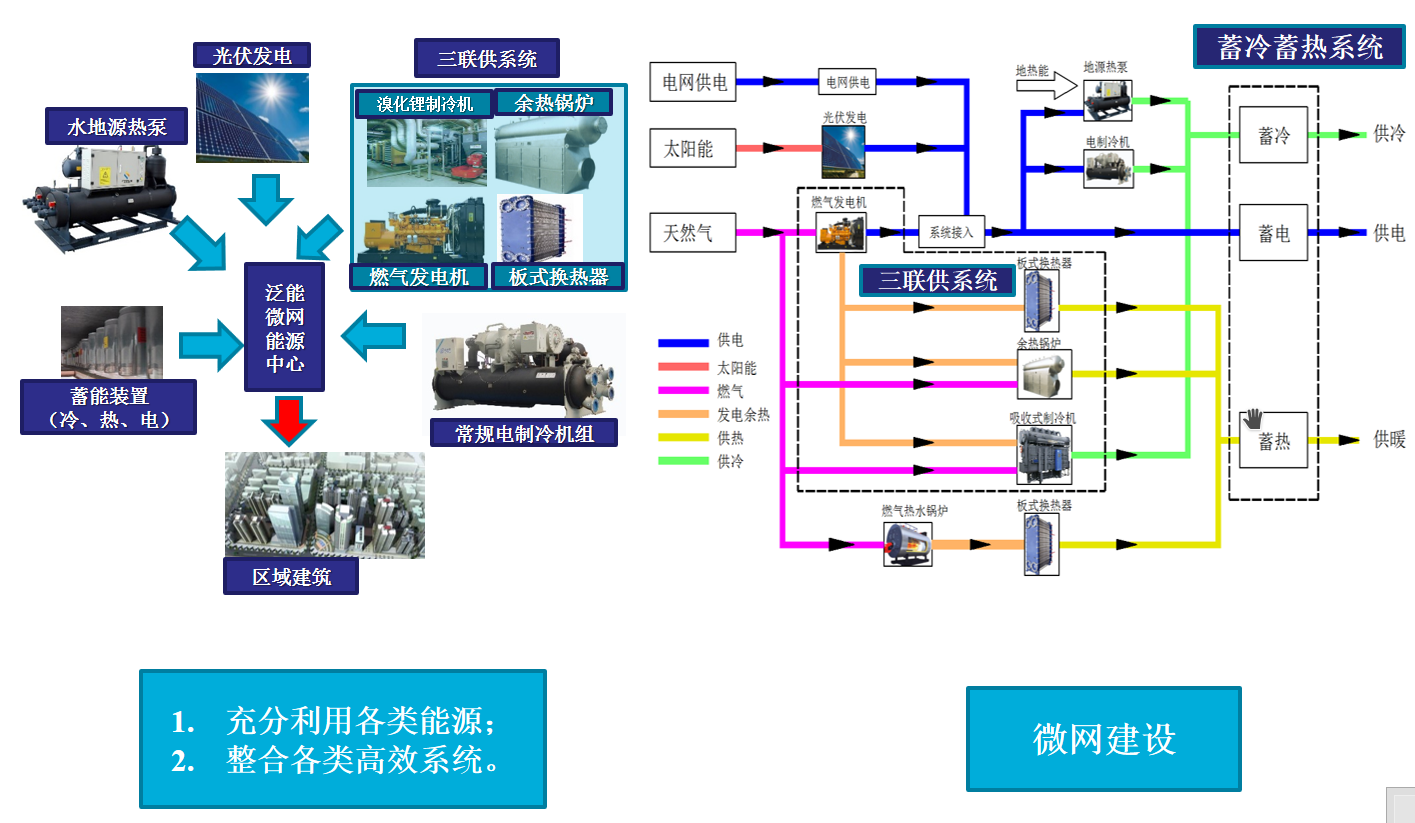 光伏发电
三联供系统
水地源热泵
溴化锂制冷机
余热锅炉
燃气发电机
板式换热器
泛能
微网
能源
中心
蓄能装置
（冷、热、电）
常规电制冷机组
区域建筑
1. 充分利用各类能源；
2. 整合各类高效系统。
蓄冷蓄热系统
电网供电
电网供电
地热能
地源热泵
太阳能
光伏发电
电制冷机
蓄冷
供冷
天然气
燃气发电机
系统接入
蓄电
供电
三联供系统
板式换热器
余热锅炉
吸收式制冷机
蓄热
供暖
燃气热水锅炉
板式换热器
供电
太阳能
燃气
发电余热
供热
供冷
微网建设